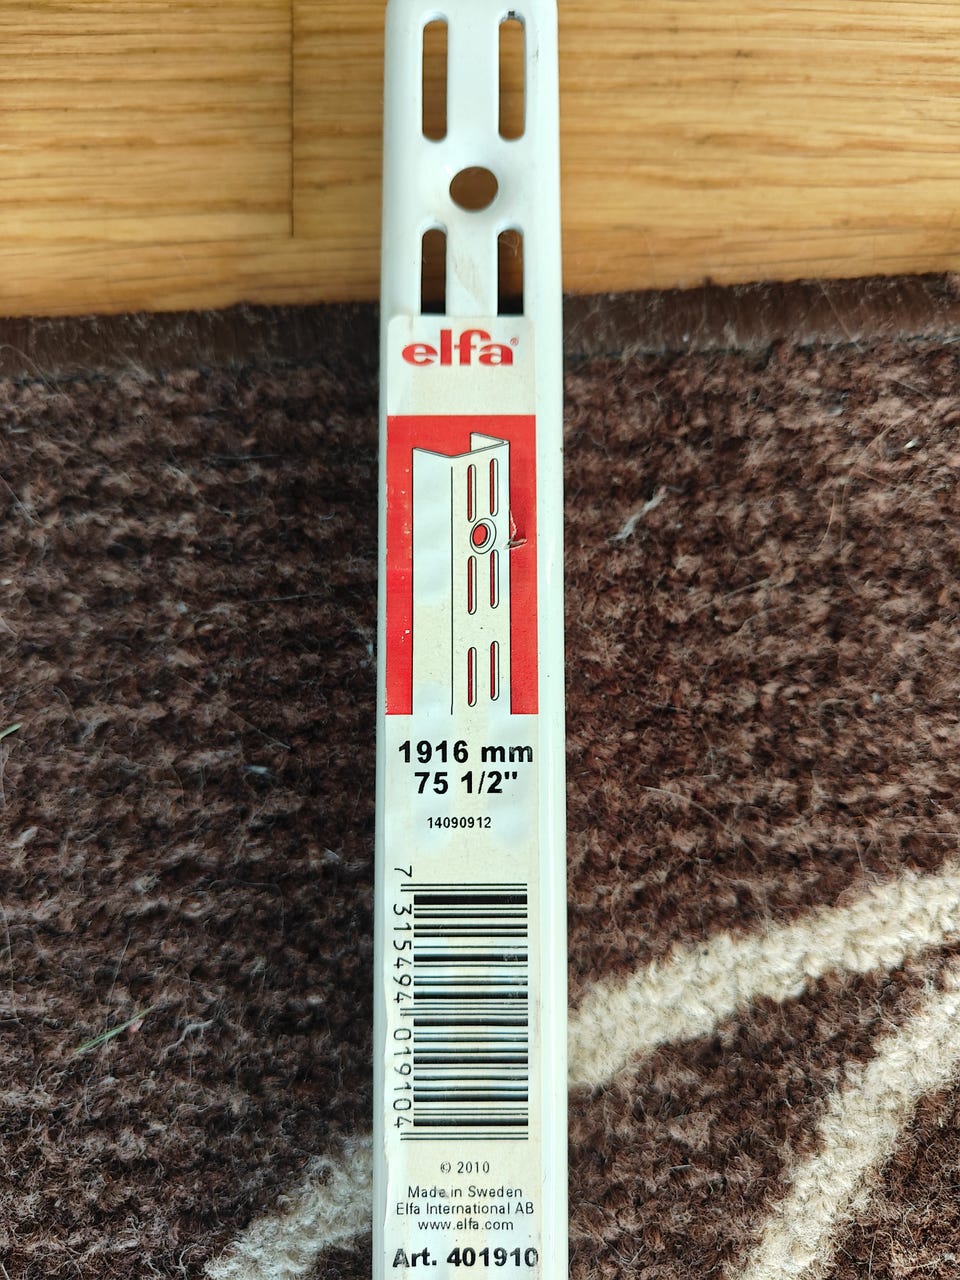 elfa®
1916 mm
75 1/2"
14090912
7 315494 019104
© 2010
Made in Sweden
Elfa International AB
www.elfa.com
Art. 401910